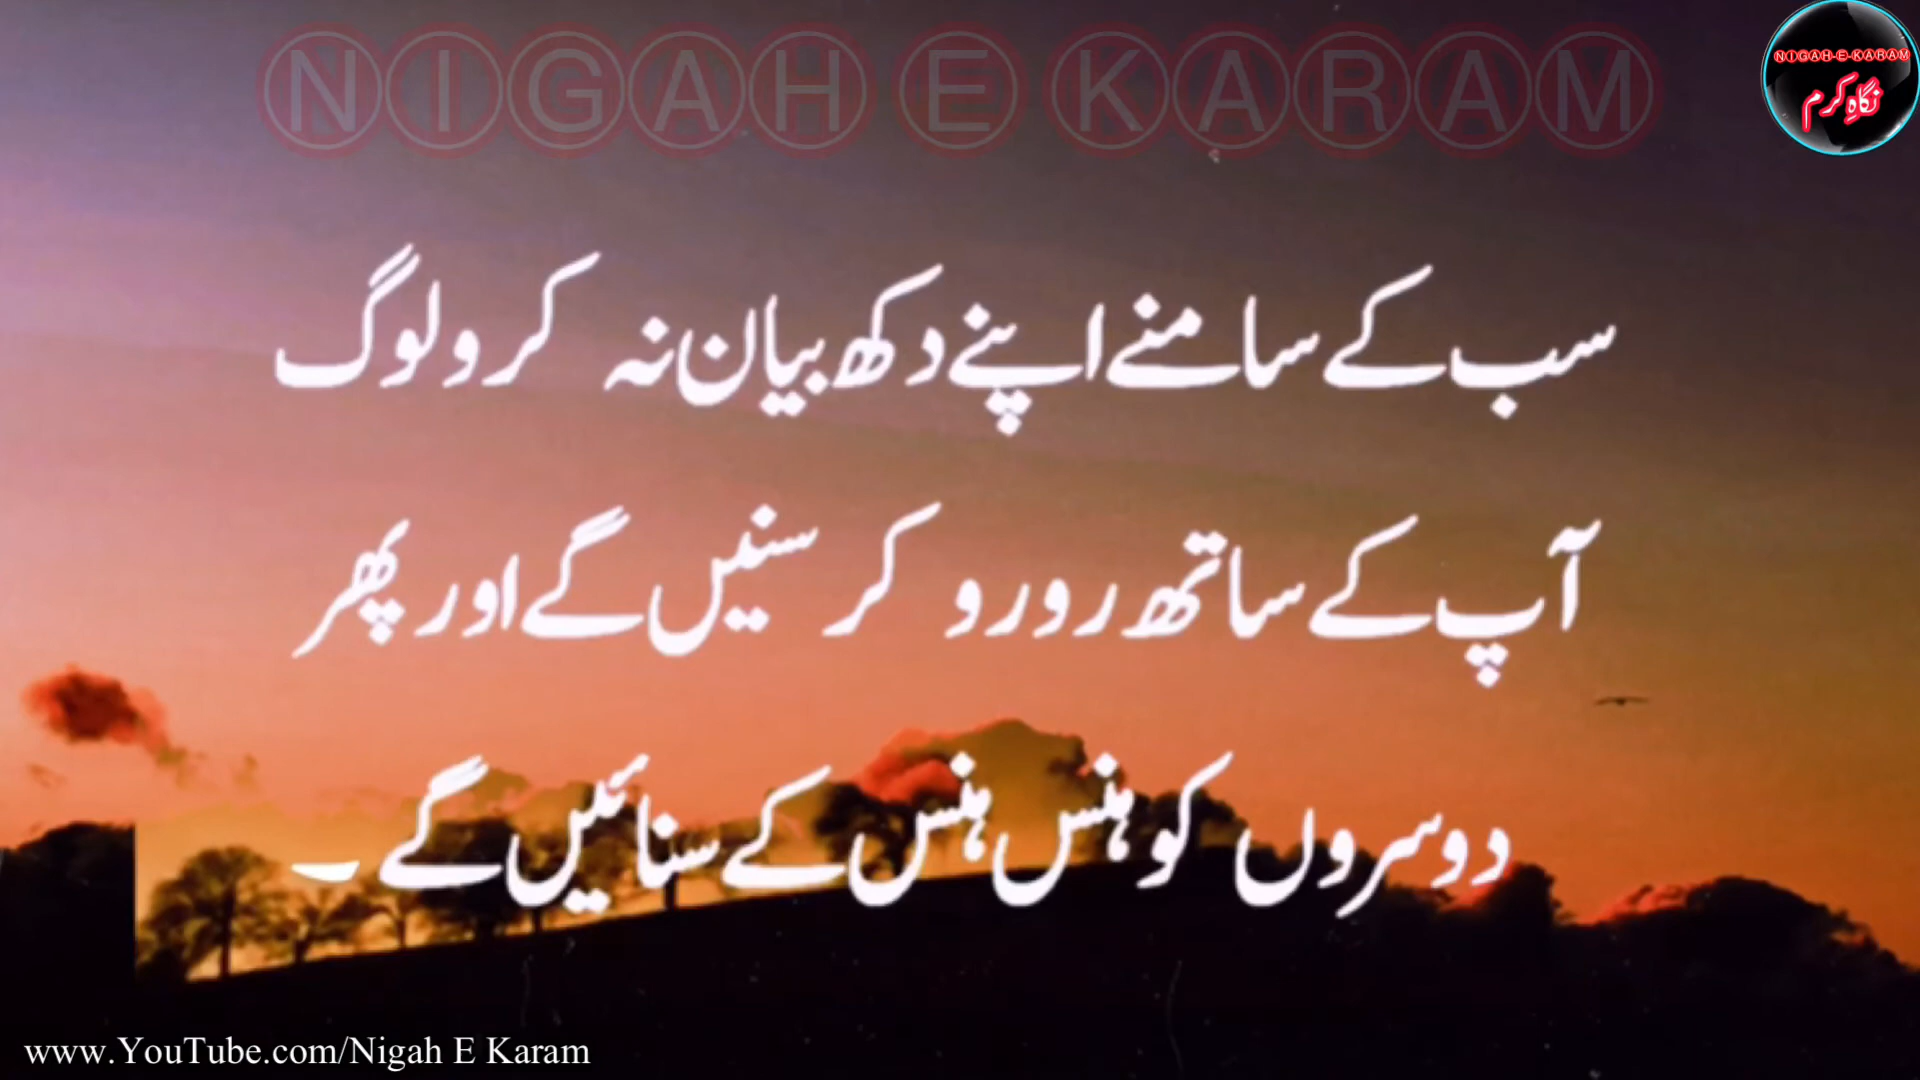 NIGAH E KARAM
NIGAH-E-KARAM
نگاہِ کرم
سب کے سامنے اپنے دکھ بیان نہ کرو لوگ
آپ کے ساتھ رو رو کر سنیں گے اور پھر
دوسروں کو ہنس ہنس کے سنائیں گے ۔
www.YouTube.com/Nigah E Karam